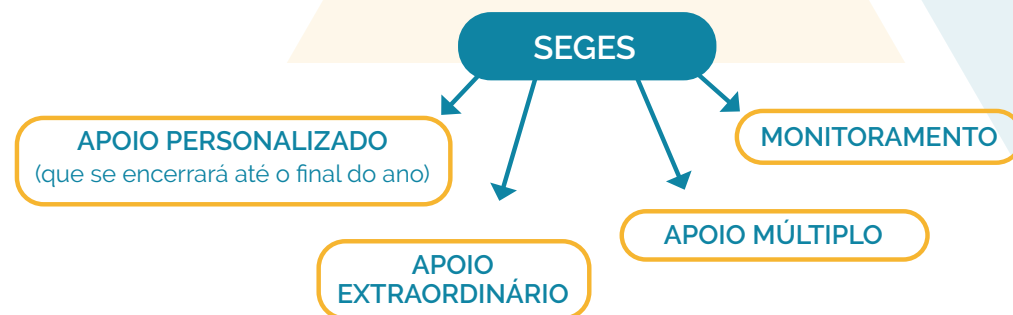 SEGES
APOIO PERSONALIZADO
(que se encerrará até o final do ano)
MONITORAMENTO
APOIO
EXTRAORDINÁRIO
APOIO MÚLTIPLO